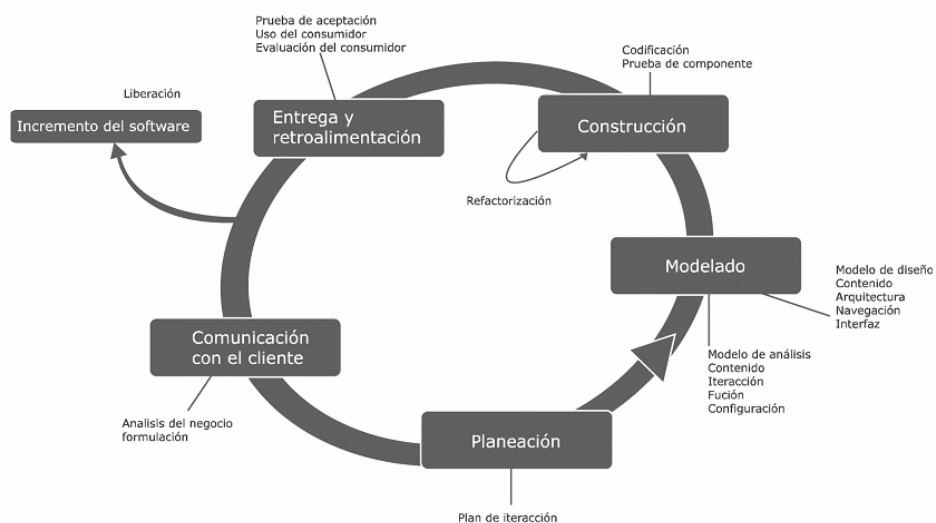 Prueba de aceptación
Uso del consumidor
Evaluación del consumidor
Codificación
Prueba de componente
Liberación
Incremento del software
Entrega y
retroalimentación
Construcción
Refactorización
Modelado
Modelo de diseño
Contenido
Arquitectura
Navegación
Interfaz
Comunicación
con el cliente
Modelo de análisis
Contenido
Iteracción
Fución
Configuración
Analisis del negocio
formulación
Planeación
Plan de iteracción